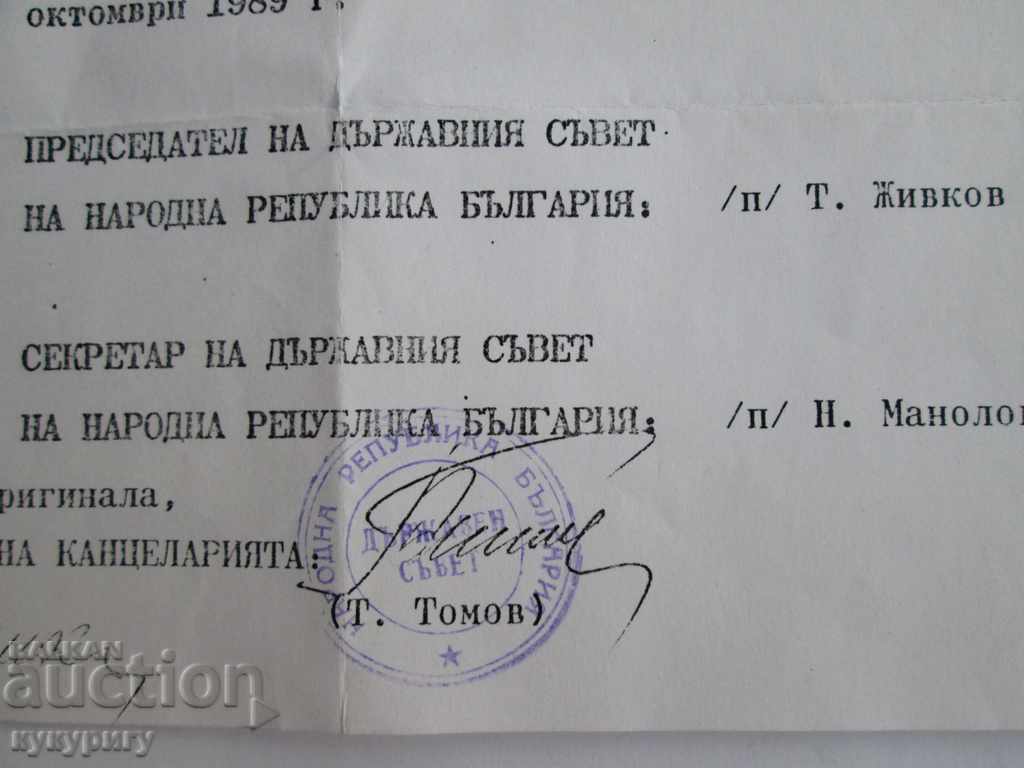 октомври 1989 г.
ПРЕДСЕДАТЕЛ НА ДЪРЖАВНИЯ СЪВЕТ
НА НАРОДНА РЕПУБЛИКА БЪЛГАРИЯ: /п/ Т. Живков
СЕКРЕТАР НА ДЪРЖАВНИЯ СЪВЕТ
НА НАРОДНА РЕПУБЛИКА БЪЛГАРИЯ: /п/ Н. Манолов
ригинала,
НА КАНЦЕЛАРИЯТА:
(Т. Томов)
НАРОДНА РЕПУБЛИКА БЪЛГАРИЯ
ДЪРЖАВЕН
СЪВЕТ
BALKAN
auction
кукуригу